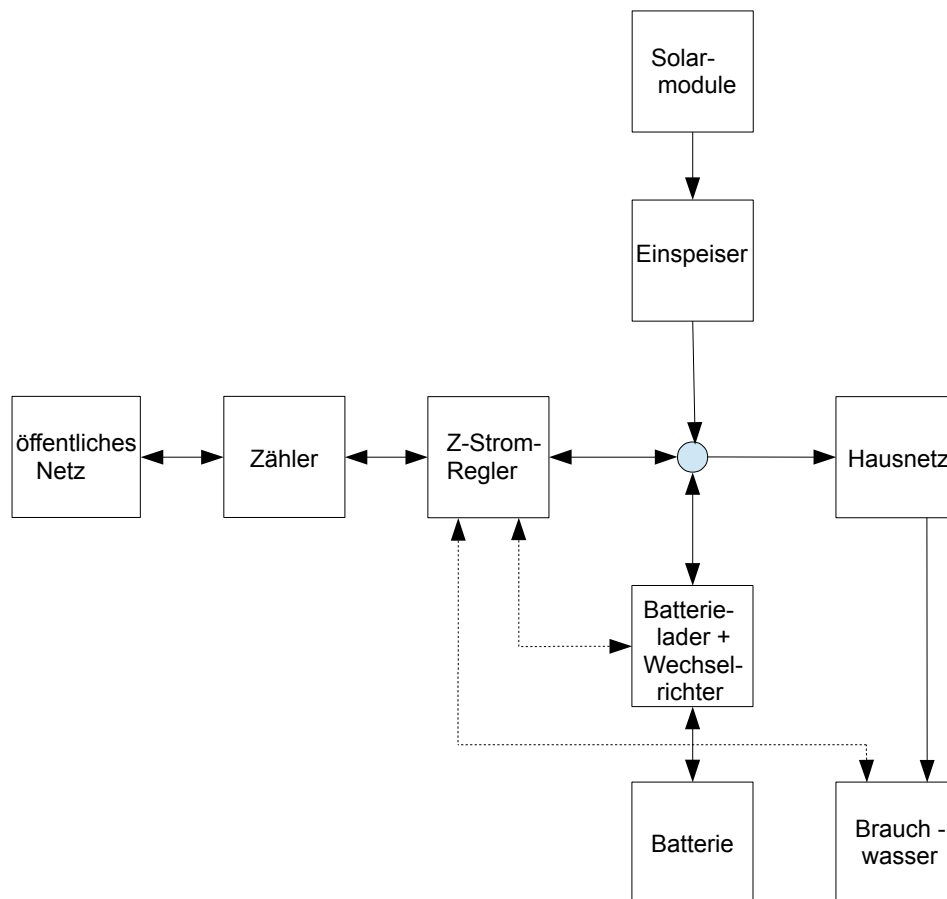 Solar-
module
Einspeiser
öffentliches
Netz
Zähler
Z-Strom-
Regler
Hausnetz
Batterie-
lader +
Wechsel-
richter
Batterie
Brauch -
wasser